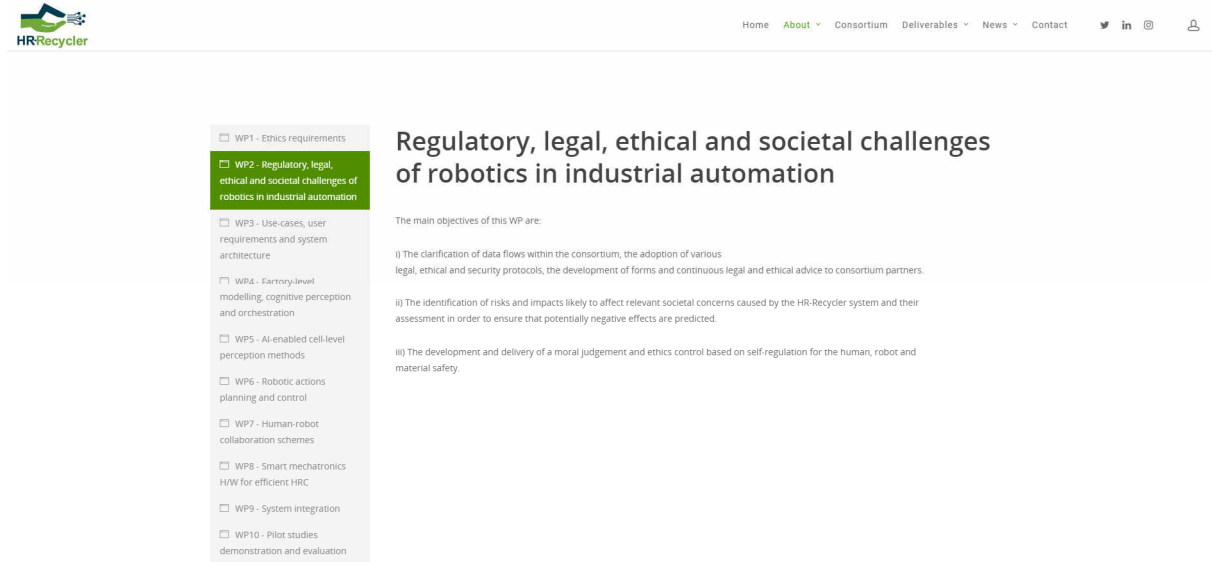 HR-Recycler
Home About Consortium Deliverables News Contact
WP1 - Ethics requirements
WP2 - Regulatory, legal,
ethical and societal challenges of
robotics in industrial automation
WP3 - Use-cases, user
requirements and system
architecture
WP4 - Factory-level
modelling, cognitive perception
and orchestration
WP5 - AI-enabled cell-level
perception methods
WP6 - Robotic actions
planning and control
WP7 - Human-robot
collaboration schemes
WP8 - Smart mechatronics
H/W for efficient HRC
WP9 - System integration
WP10 - Pilot studies
demonstration and evaluation
Regulatory, legal, ethical and societal challenges
of robotics in industrial automation
The main objectives of this WP are:
i) The clarification of data flows within the consortium, the adoption of various
legal, ethical and security protocols, the development of forms and continuous legal and ethical advice to consortium partners.
ii) The identification of risks and impacts likely to affect relevant societal concerns caused by the HR-Recycler system and their
assessment in order to ensure that potentially negative effects are predicted.
iii) The development and delivery of a moral judgement and ethics control based on self-regulation for the human, robot and
material safety.